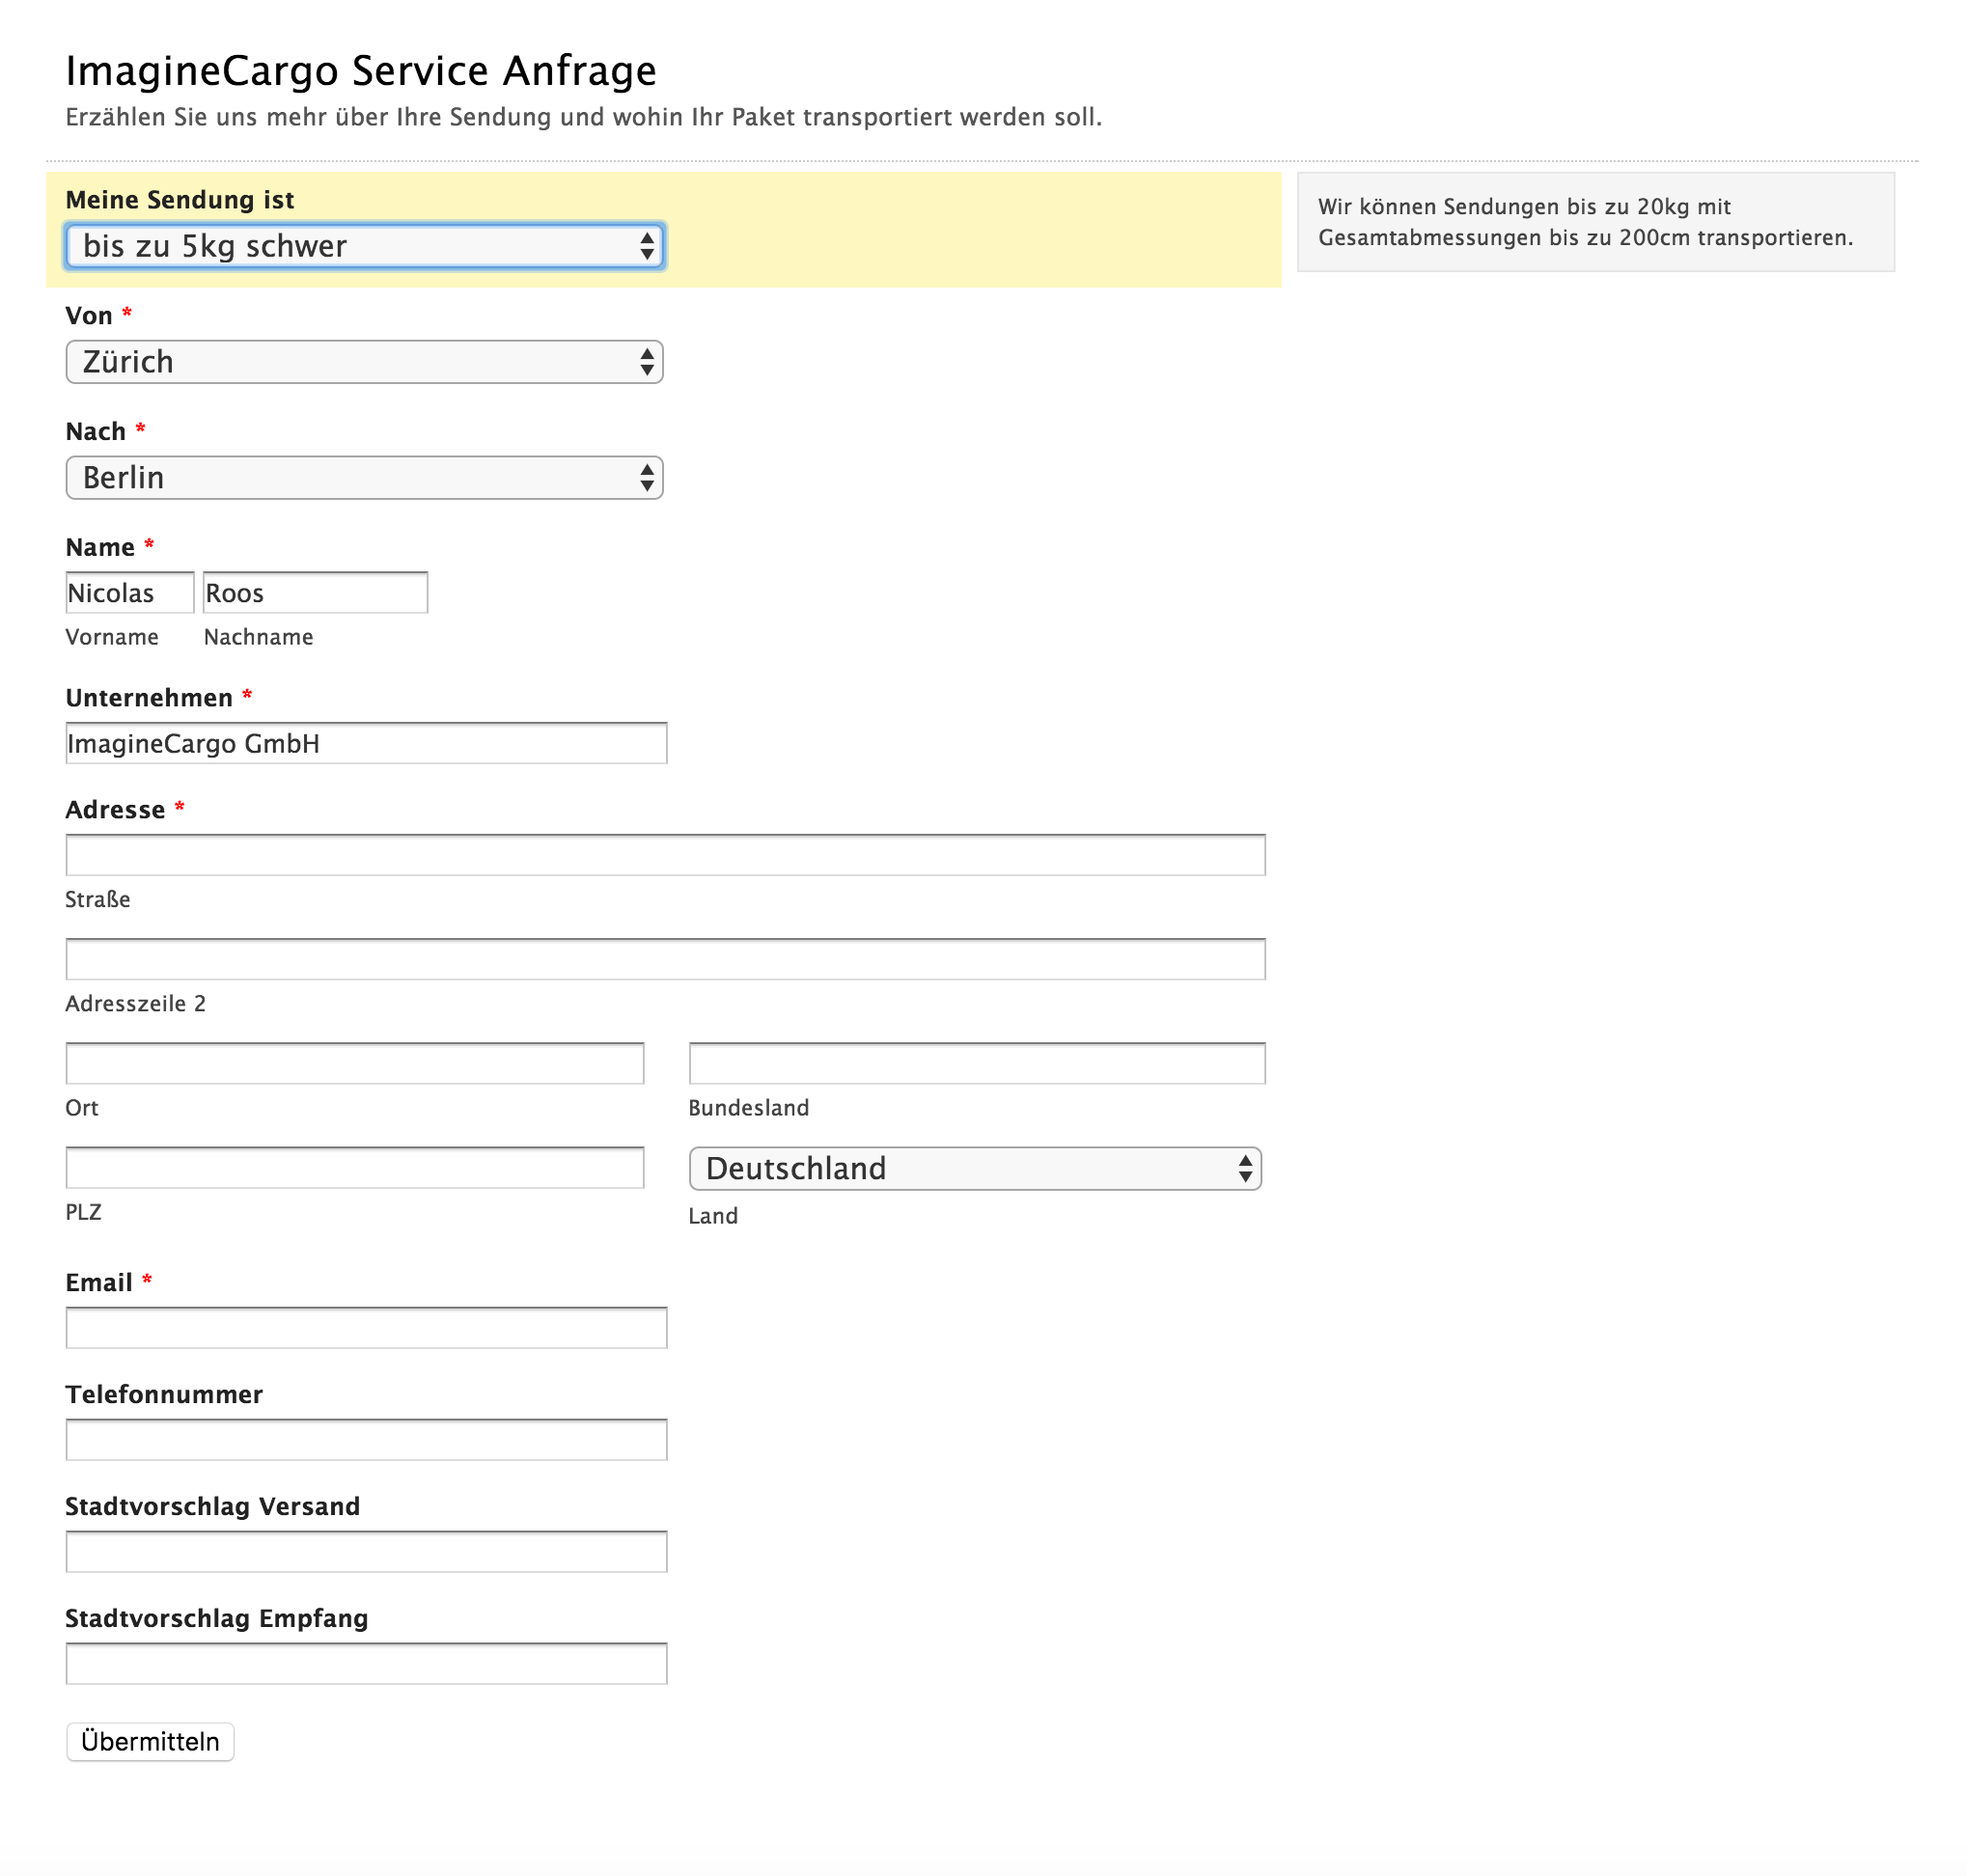 ImagineCargo Service Anfrage
Erzählen Sie uns mehr über Ihre Sendung und wohin Ihr Paket transportiert werden soll.
Meine Sendung ist
bis zu 5kg schwer
Wir können Sendungen bis zu 20kg mit
Gesamtabmessungen bis zu 200cm transportieren.
Von *
Zürich
Nach *
Berlin
Name *
Nicolas Roos
Vorname Nachname
Unternehmen *
ImagineCargo GmbH
Adresse *
Straße
Adresszeile 2
Ort Bundesland
Deutschland
PLZ Land
Email *
Telefonnummer
Stadtvorschlag Versand
Stadtvorschlag Empfang
Übermitteln